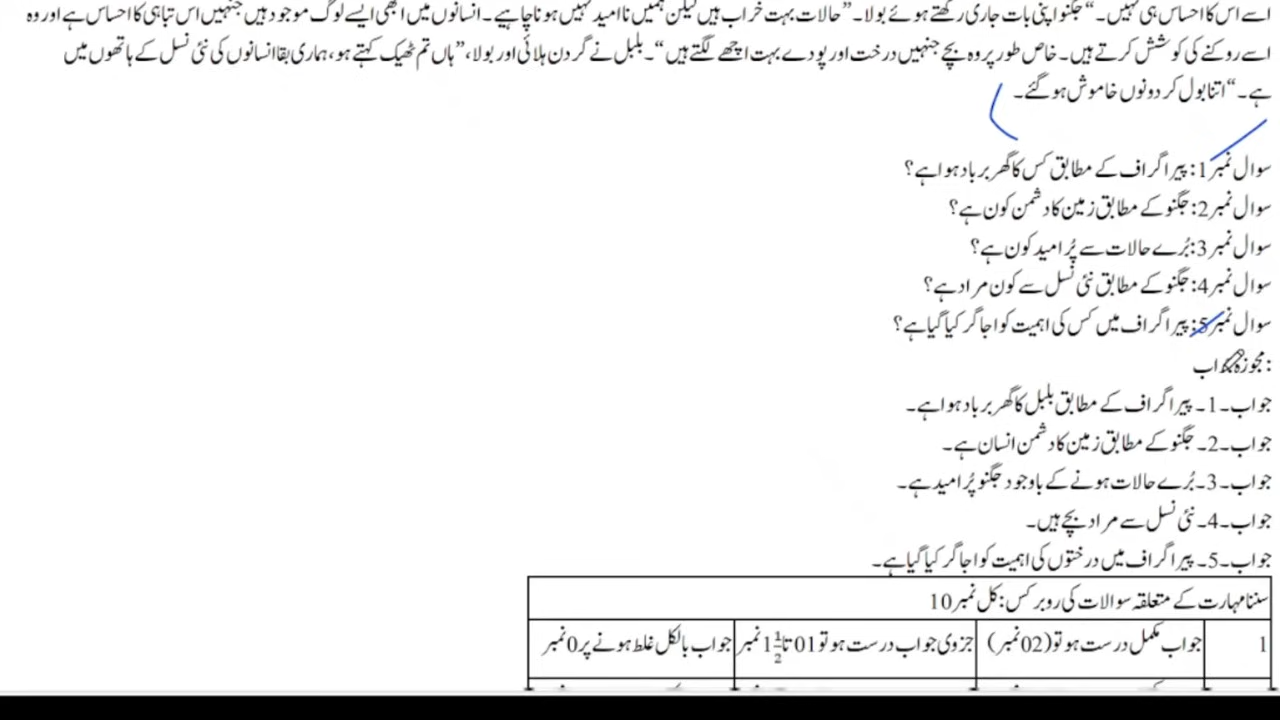 اسے اس کا احساس ہی نہیں۔“ جگنو اپنی بات جاری رکھتے ہوئے بولا۔”حالات بہت خراب ہیں لیکن ہمیں نا امید نہیں ہونا چاہیے۔ انسانوں میں ابھی ایسے لوگ موجود ہیں جنہیں اس تباہی کا احساس ہے اور وہ
اسے روکنے کی کوشش کرتے ہیں۔ خاص طور پر وہ بچے جنہیں درخت اور پودے بہت اچھے لگتے ہیں“۔ بلبل نے گردن ہلائی اور بولا،”ہاں تم ٹھیک کہتے ہو، ہماری بقا انسانوں کی نئی نسل کے ہاتھوں میں
ہے۔“ اتنا بول کر دونوں خاموش ہو گئے۔
سوال نمبر 1: پیراگراف کے مطابق کس کا گھر برباد ہوا ہے؟
سوال نمبر 2: جگنو کے مطابق زمین کا دشمن کون ہے؟
سوال نمبر 3: بُرے حالات سے پُر امید کون ہے؟
سوال نمبر 4: جگنو کے مطابق نئی نسل سے کون مراد ہے؟
سوال نمبر 5: پیراگراف میں کس کی اہمیت کو اجاگر کیا گیا ہے؟
مجوزہ جواب:
جواب۔1۔ پیراگراف کے مطابق بلبل کا گھر برباد ہوا ہے۔
جواب۔2۔ جگنو کے مطابق زمین کا دشمن انسان ہے۔
جواب۔3۔ بُرے حالات ہونے کے باوجود جگنو پُر امید ہے۔
جواب۔4۔ نئی نسل سے مراد بچے ہیں۔
جواب۔5۔ پیراگراف میں درختوں کی اہمیت کو اجاگر کیا گیا ہے۔
سننا مہارت کے متعلقہ سوالات کی روبرکس: کل نمبر 10
1 جواب مکمل درست ہو تو (02 نمبر) جزوی جواب درست ہو تو 01 تا 1½ نمبر جواب بالکل غلط ہونے پر 0 نمبر